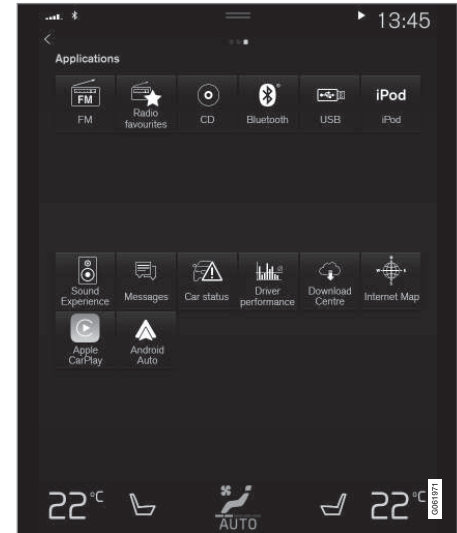 13:45
Applications
FM
FM
Radio
favourites
CD
Bluetooth
USB
iPod
iPod
Sound
Experience
Messages
Car status
Driver
performance
Download
Centre
Internet Map
Apple
CarPlay
Android
Auto
22°C
AUTO
22°C
G061971